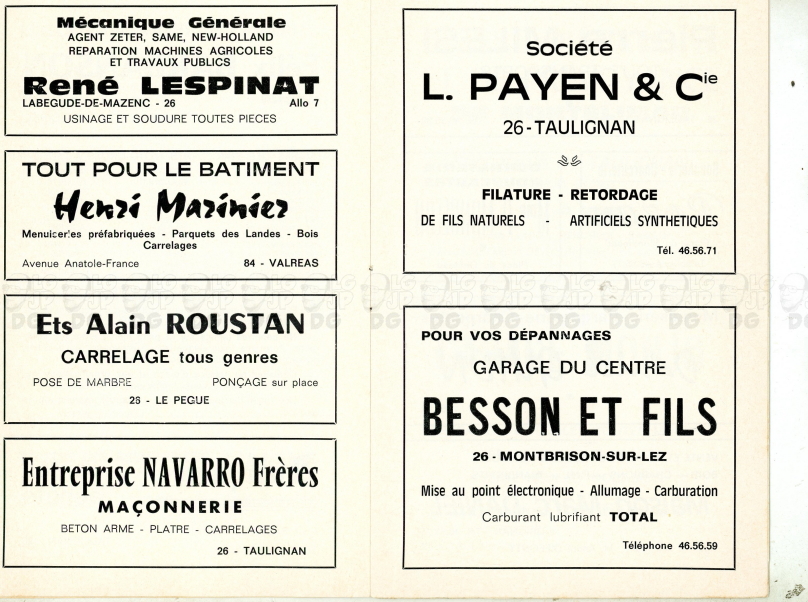 Mécanique Générale
AGENT ZETER, SAME, NEW-HOLLAND
REPARATION MACHINES AGRICOLES
ET TRAVAUX PUBLICS
René LESPINAT
LABEGUDE-DE-MAZENC - 26 Allo 7
USINAGE ET SOUDURE TOUTES PIECES
TOUT POUR LE BATIMENT
Henri Marinier
Menuiceries préfabriquées - Parquets des Landes - Bois
Carrelages
Avenue Anatole-France 84 - VALREAS
Ets Alain ROUSTAN
CARRELAGE tous genres
POSE DE MARBRE PONÇAGE sur place
26 - LE PEGUE
Entreprise NAVARRO Frères
MAÇONNERIE
BETON ARME - PLATRE - CARRELAGES
26 - TAULIGNAN
Société
L. PAYEN & Cie
26 - TAULIGNAN
FILATURE - RETORDAGE
DE FILS NATURELS - ARTIFICIELS SYNTHETIQUES
Tél. 46.56.71
POUR VOS DÉPANNAGES
GARAGE DU CENTRE
BESSON ET FILS
26 - MONTBRISON-SUR-LEZ
Mise au point électronique - Allumage - Carburation
Carburant lubrifiant TOTAL
Téléphone 46.56.59